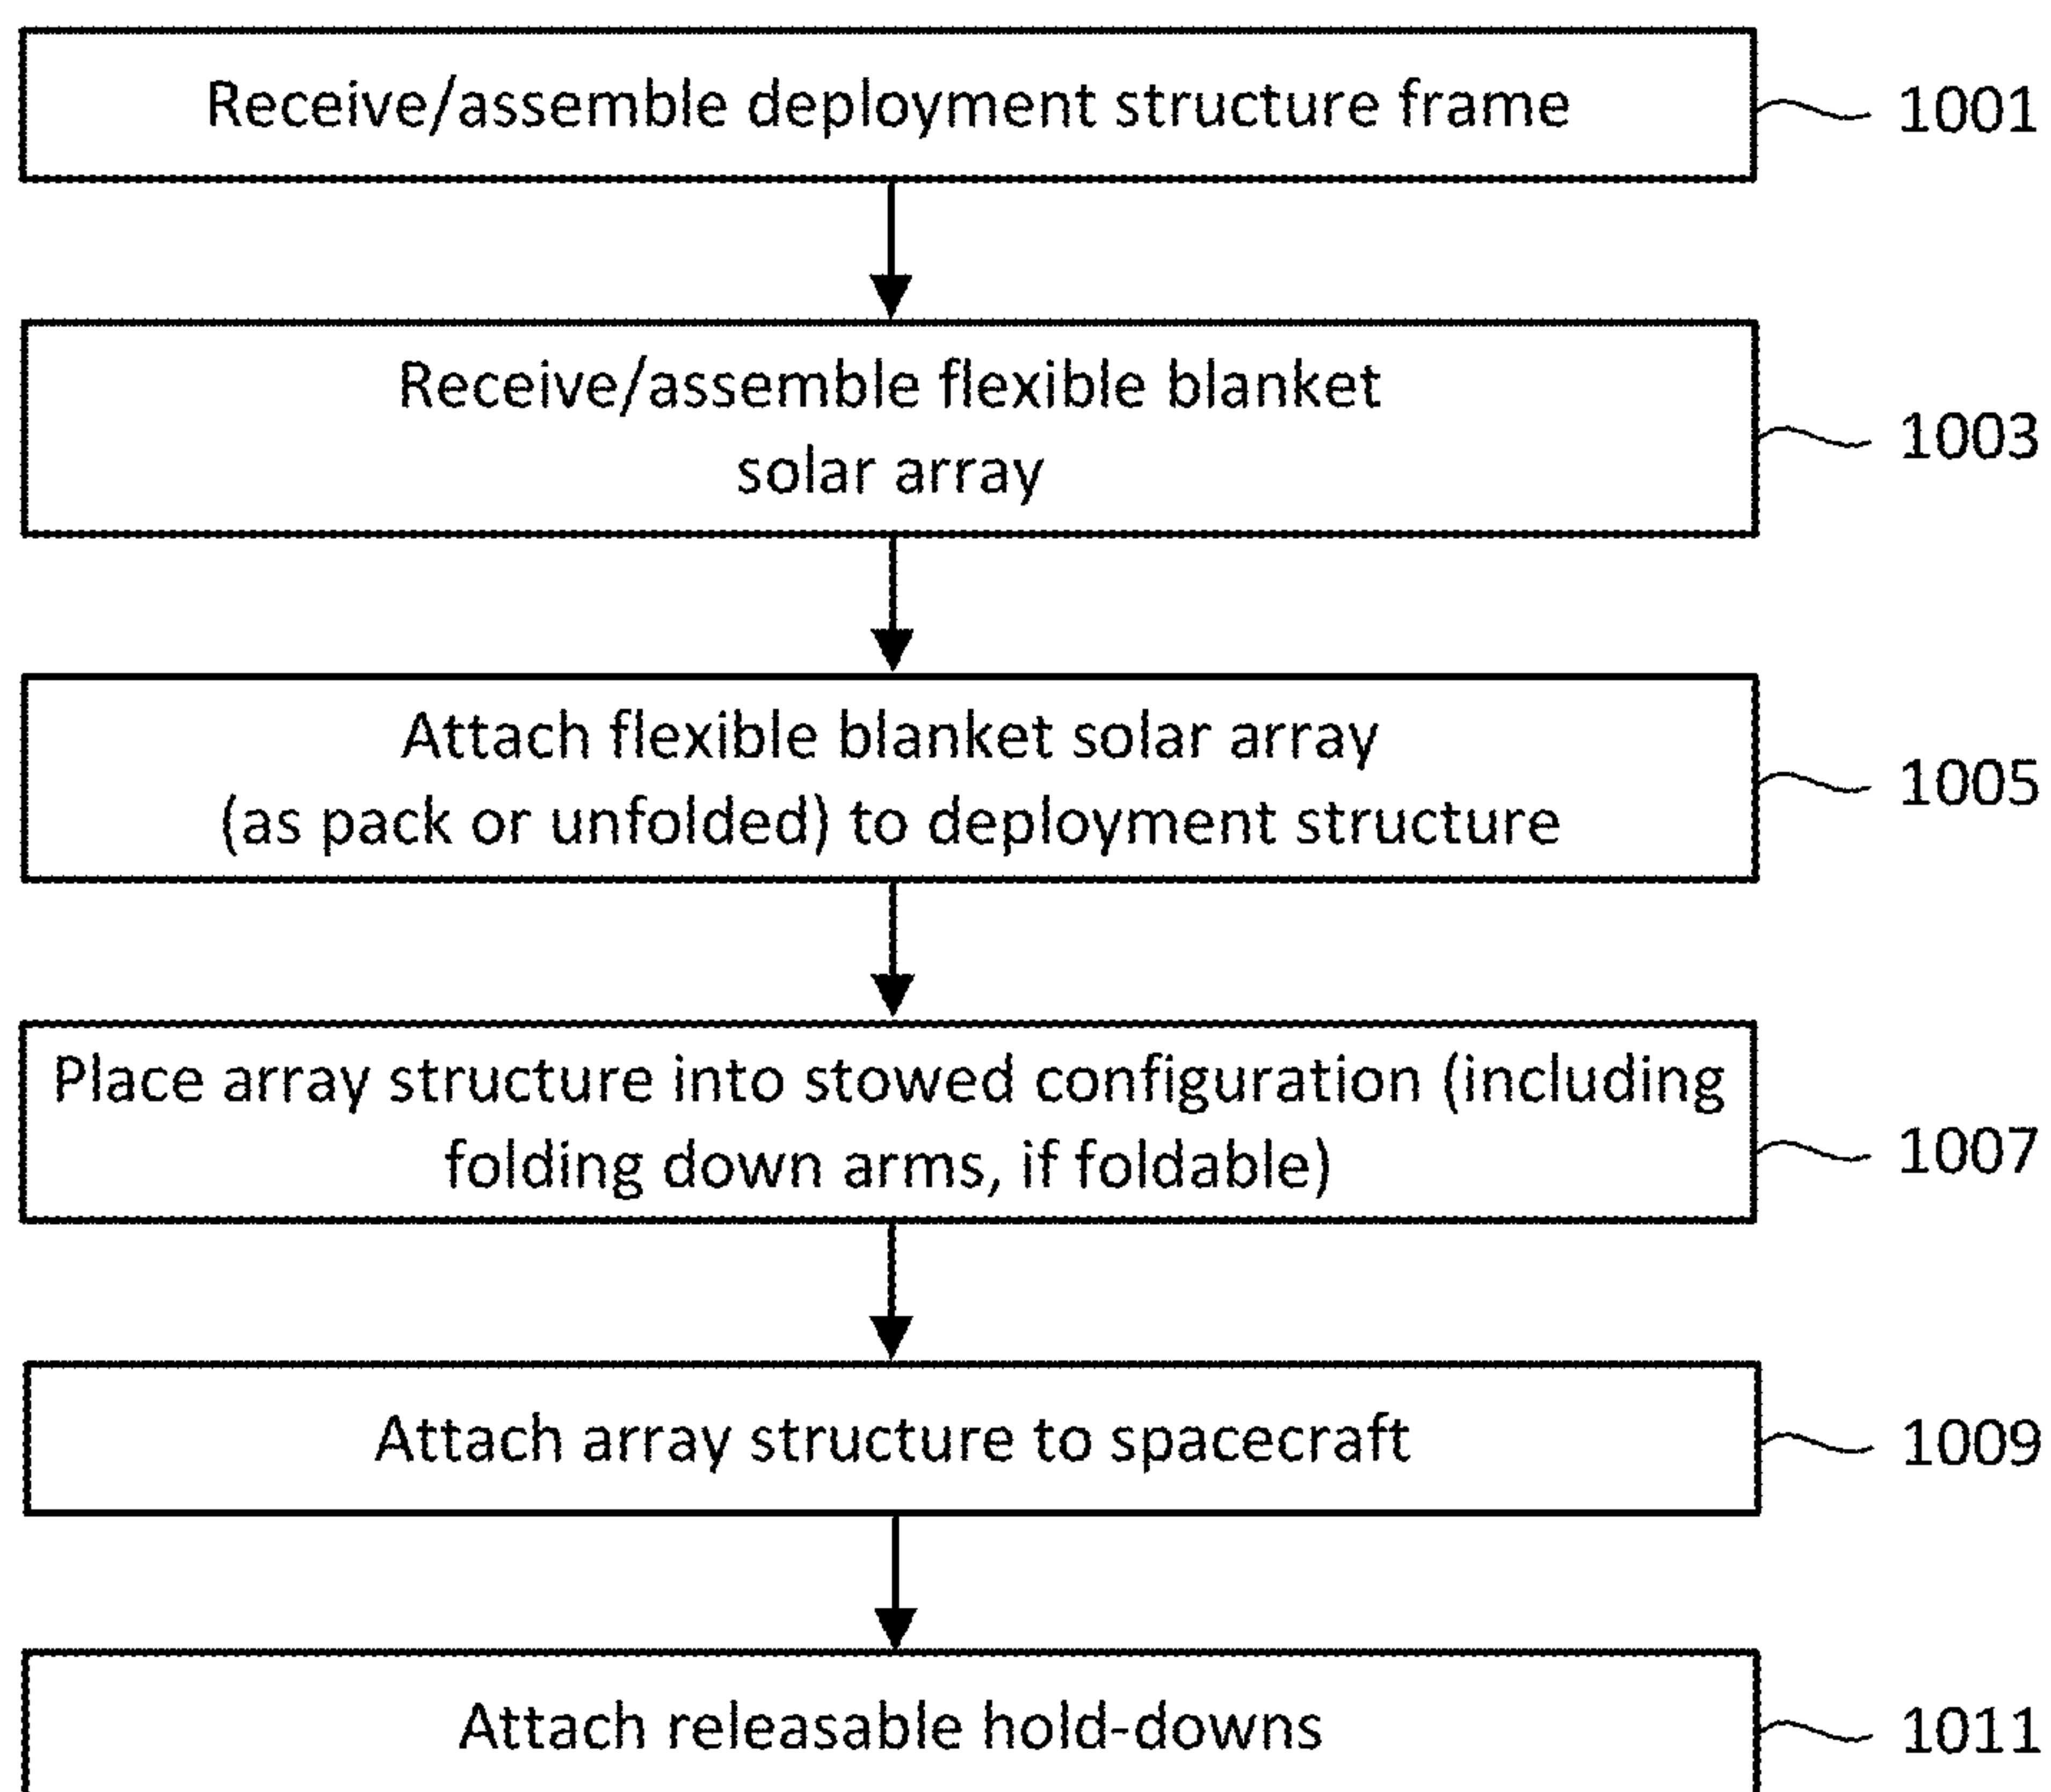 Receive/assemble deployment structure frame
1001
Receive/assemble flexible blanket
solar array
1003
Attach flexible blanket solar array
(as pack or unfolded) to deployment structure
1005
Place array structure into stowed configuration (including
folding down arms, if foldable)
1007
Attach array structure to spacecraft
1009
Attach releasable hold-downs
1011